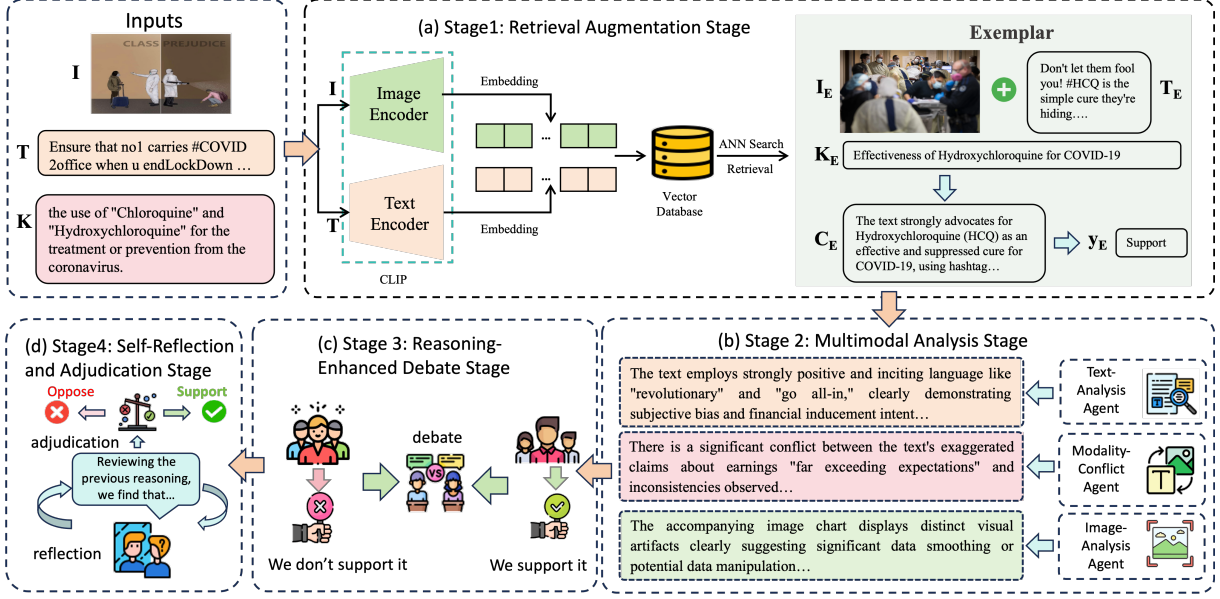 Inputs
I
CLASS PREJUDICE
T
Ensure that no1 carries #COVID
2office when u endLockDown …
K
the use of "Chloroquine" and
"Hydroxychloroquine" for the
treatment or prevention from the
coronavirus.
(a) Stage1: Retrieval Augmentation Stage
I
Image
Encoder
Embedding
...
T
Text
Encoder
Embedding
...
CLIP
Vector
Database
ANN Search
Retrieval
Exemplar
I_E
Don't let them fool
you! #HCQ is the
simple cure they're
hiding….
T_E
K_E
Effectiveness of Hydroxychloroquine for COVID-19
C_E
The text strongly advocates for
Hydroxychloroquine (HCQ) as an
effective and suppressed cure for
COVID-19, using hashtag…
y_E
Support
(b) Stage 2: Multimodal Analysis Stage
The text employs strongly positive and inciting language like
"revolutionary" and "go all-in," clearly demonstrating
subjective bias and financial inducement intent…
Text-
Analysis
Agent
There is a significant conflict between the text's exaggerated
claims about earnings "far exceeding expectations" and
inconsistencies observed…
Modality-
Conflict
Agent
T
The accompanying image chart displays distinct visual
artifacts clearly suggesting significant data smoothing or
potential data manipulation…
Image-
Analysis
Agent
(c) Stage 3: Reasoning-
Enhanced Debate Stage
debate
VS
We don't support it
We support it
(d) Stage4: Self-Reflection
and Adjudication Stage
Oppose
Support
adjudication
Reviewing the
previous reasoning,
we find that…
reflection